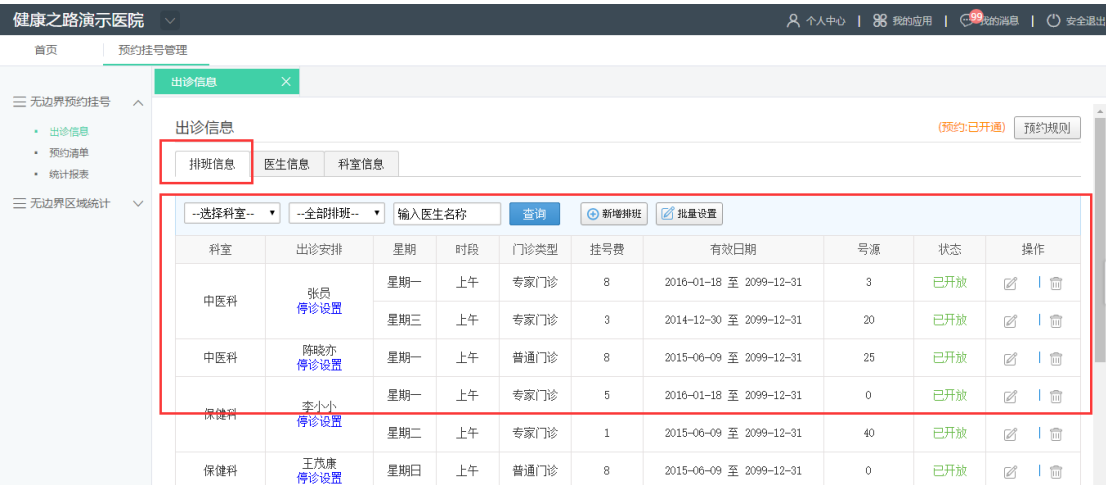 健康之路演示医院
个人中心 | 我的应用 | 99 我的消息 | 安全退出
首页 预约挂号管理
出诊信息
无边界预约挂号
出诊信息
预约清单
统计报表
无边界区域统计
出诊信息 (预约:已开通) 预约规则
排班信息 医生信息 科室信息
--选择科室-- --全部排班-- 输入医生名称 查询 新增排班 批量设置
科室 出诊安排 星期 时段 门诊类型 挂号费 有效日期 号源 状态 操作
中医科 张员 停诊设置 星期一 上午 专家门诊 8 2016-01-18 至 2099-12-31 3 已开放
星期三 上午 专家门诊 3 2014-12-30 至 2099-12-31 20 已开放
中医科 陈晓亦 停诊设置 星期一 上午 普通门诊 8 2015-06-09 至 2099-12-31 25 已开放
保健科 李小小 停诊设置 星期一 上午 专家门诊 5 2016-01-18 至 2099-12-31 0 已开放
星期二 上午 专家门诊 1 2015-06-09 至 2099-12-31 40 已开放
保健科 王茂康 停诊设置 星期日 上午 普通门诊 8 2015-06-09 至 2099-12-31 0 已开放